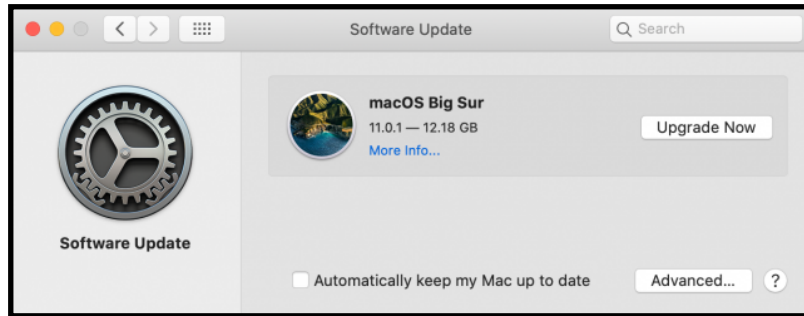 Software Update
Search
macOS Big Sur
11.0.1 — 12.18 GB
Upgrade Now
More Info...
Software Update
Automatically keep my Mac up to date
Advanced...
?